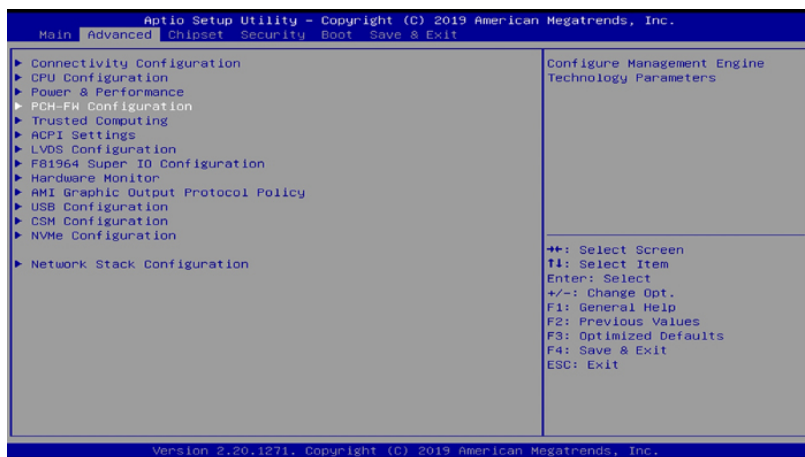 Aptio Setup Utility – Copyright (C) 2019 American Megatrends, Inc.
Main Advanced Chipset Security Boot Save & Exit
▶ Connectivity Configuration
▶ CPU Configuration
▶ Power & Performance
▶ PCH-FW Configuration
▶ Trusted Computing
▶ ACPI Settings
▶ LVDS Configuration
▶ F81964 Super IO Configuration
▶ Hardware Monitor
▶ AMI Graphic Output Protocol Policy
▶ USB Configuration
▶ CSM Configuration
▶ NVMe Configuration
▶ Network Stack Configuration
Configure Management Engine
Technology Parameters
→←: Select Screen
↑↓: Select Item
Enter: Select
+/-: Change Opt.
F1: General Help
F2: Previous Values
F3: Optimized Defaults
F4: Save & Exit
ESC: Exit
Version 2.20.1271. Copyright (C) 2019 American Megatrends, Inc.